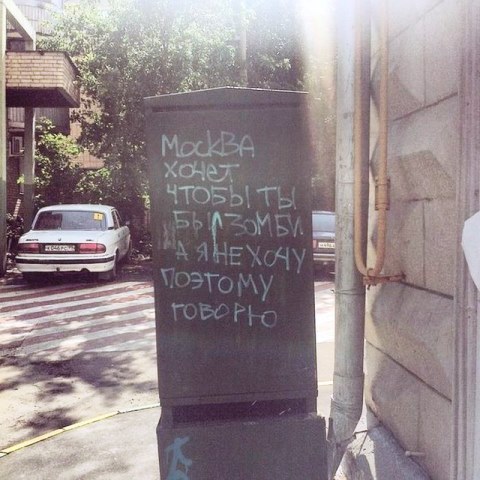 МОСКВА
ХОЧЕТ
ЧТОБЫ ТЫ
БЫЛ ЗОМБИ
А Я НЕ ХОЧУ
ПОЭТОМУ
ГОВОРЮ